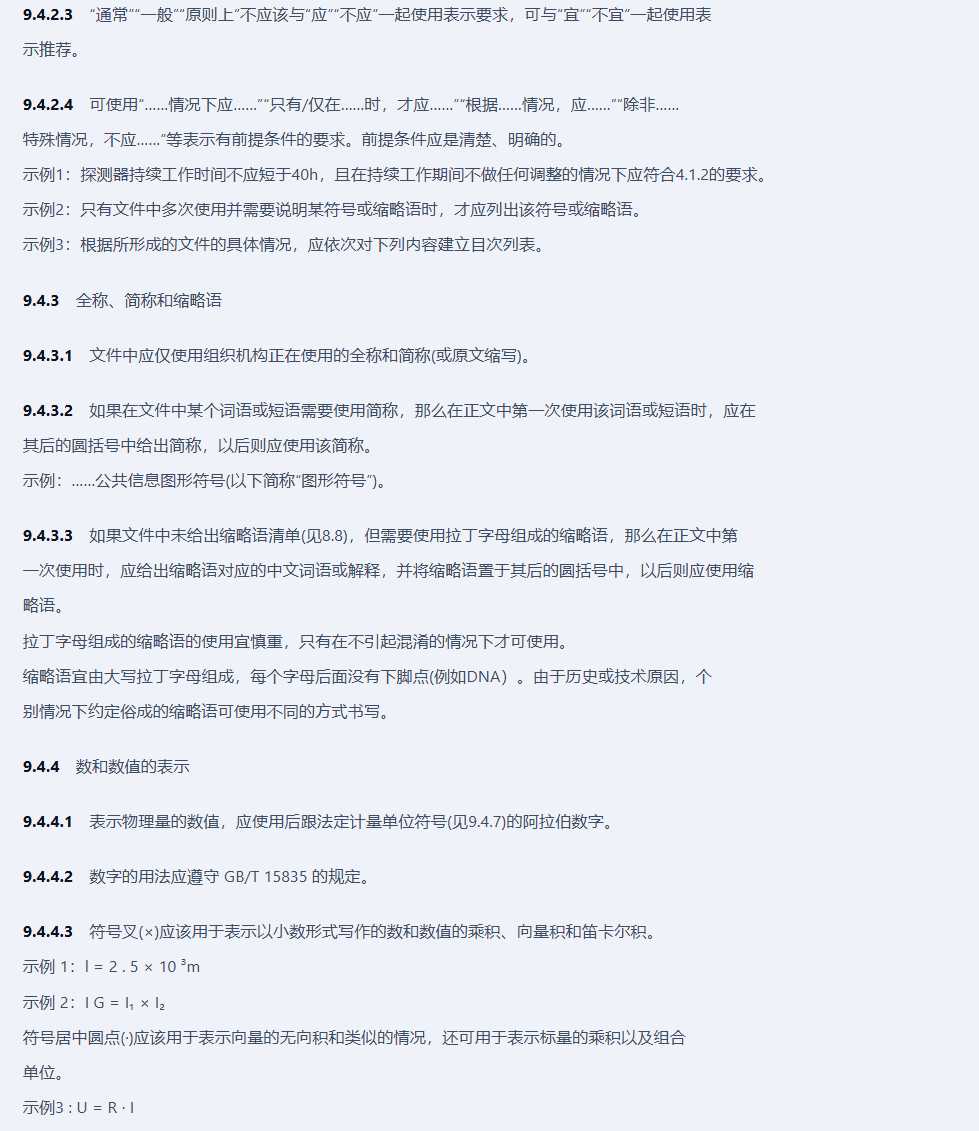 9.4.2.3 “通常”“一般”“原则上”不应该与“应”“不应”一起使用表示要求，可与“宜”“不宜”一起使用表
示推荐。
9.4.2.4 可使用“……情况下应……”“只有/仅在……时，才应……”“根据……情况，应……”“除非……
特殊情况，不应……”等表示有前提条件的要求。前提条件应是清楚、明确的。
示例1：探测器持续工作时间不应短于40h，且在持续工作期间不做任何调整的情况下应符合4.1.2的要求。
示例2：只有文件中多次使用并需要说明某符号或缩略语时，才应列出该符号或缩略语。
示例3：根据所形成的文件的具体情况，应依次对下列内容建立目次列表。
9.4.3 全称、简称和缩略语
9.4.3.1 文件中应仅使用组织机构正在使用的全称和简称(或原文缩写)。
9.4.3.2 如果在文件中某个词语或短语需要使用简称，那么在正文中第一次使用该词语或短语时，应在
其后的圆括号中给出简称，以后则应使用该简称。
示例：……公共信息图形符号(以下简称“图形符号”)。
9.4.3.3 如果文件中未给出缩略语清单(见8.8)，但需要使用拉丁字母组成的缩略语，那么在正文中第
一次使用时，应给出缩略语对应的中文词语或解释，并将缩略语置于其后的圆括号中，以后则应使用缩
略语。
拉丁字母组成的缩略语的使用宜慎重，只有在不引起混淆的情况下才可使用。
缩略语宜由大写拉丁字母组成，每个字母后面没有下脚点(例如DNA）。由于历史或技术原因，个
别情况下约定俗成的缩略语可使用不同的方式书写。
9.4.4 数和数值的表示
9.4.4.1 表示物理量的数值，应使用后跟法定计量单位符号(见9.4.7)的阿拉伯数字。
9.4.4.2 数字的用法应遵守 GB/T 15835 的规定。
9.4.4.3 符号叉(×)应该用于表示以小数形式写作的数和数值的乘积、向量积和笛卡尔积。
示例 1：l = 2 . 5 × 10 ³m
示例 2：I G = I₁ × I₂
符号居中圆点(·)应该用于表示向量的无向积和类似的情况，还可用于表示标量的乘积以及组合
单位。
示例3 : U = R · I